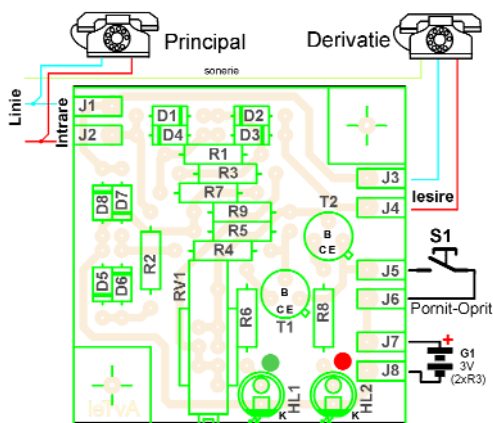 Principal
Derivatie
sonerie
Linie
Intrare
J1
J2
D1
D2
D4
D3
R1
R3
R7
R9
R5
R4
D8
D7
D5
D6
R2
RV1
T2
B
C E
J3
J4
Iesire
S1
J5
J6
Pornit-Oprit
B
C E
T1
R6
R8
J7
J8
+
G1
3V
(2xR3)
HL1
K
HL2
K
IeTvA